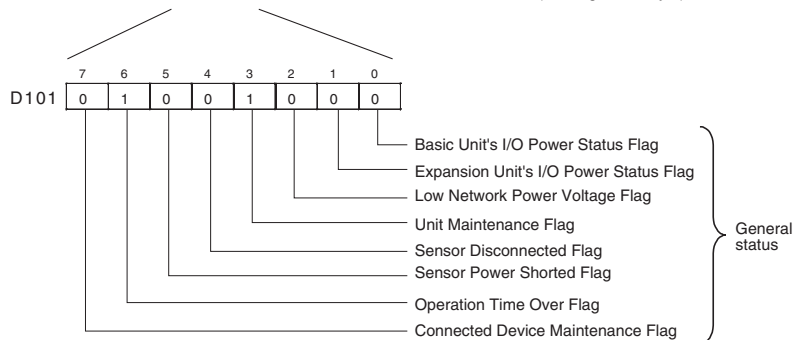 7 6 5 4 3 2 1 0
D101 0 1 0 0 1 0 0 0
Basic Unit's I/O Power Status Flag
Expansion Unit's I/O Power Status Flag
Low Network Power Voltage Flag
Unit Maintenance Flag
Sensor Disconnected Flag
Sensor Power Shorted Flag
Operation Time Over Flag
Connected Device Maintenance Flag
General
status